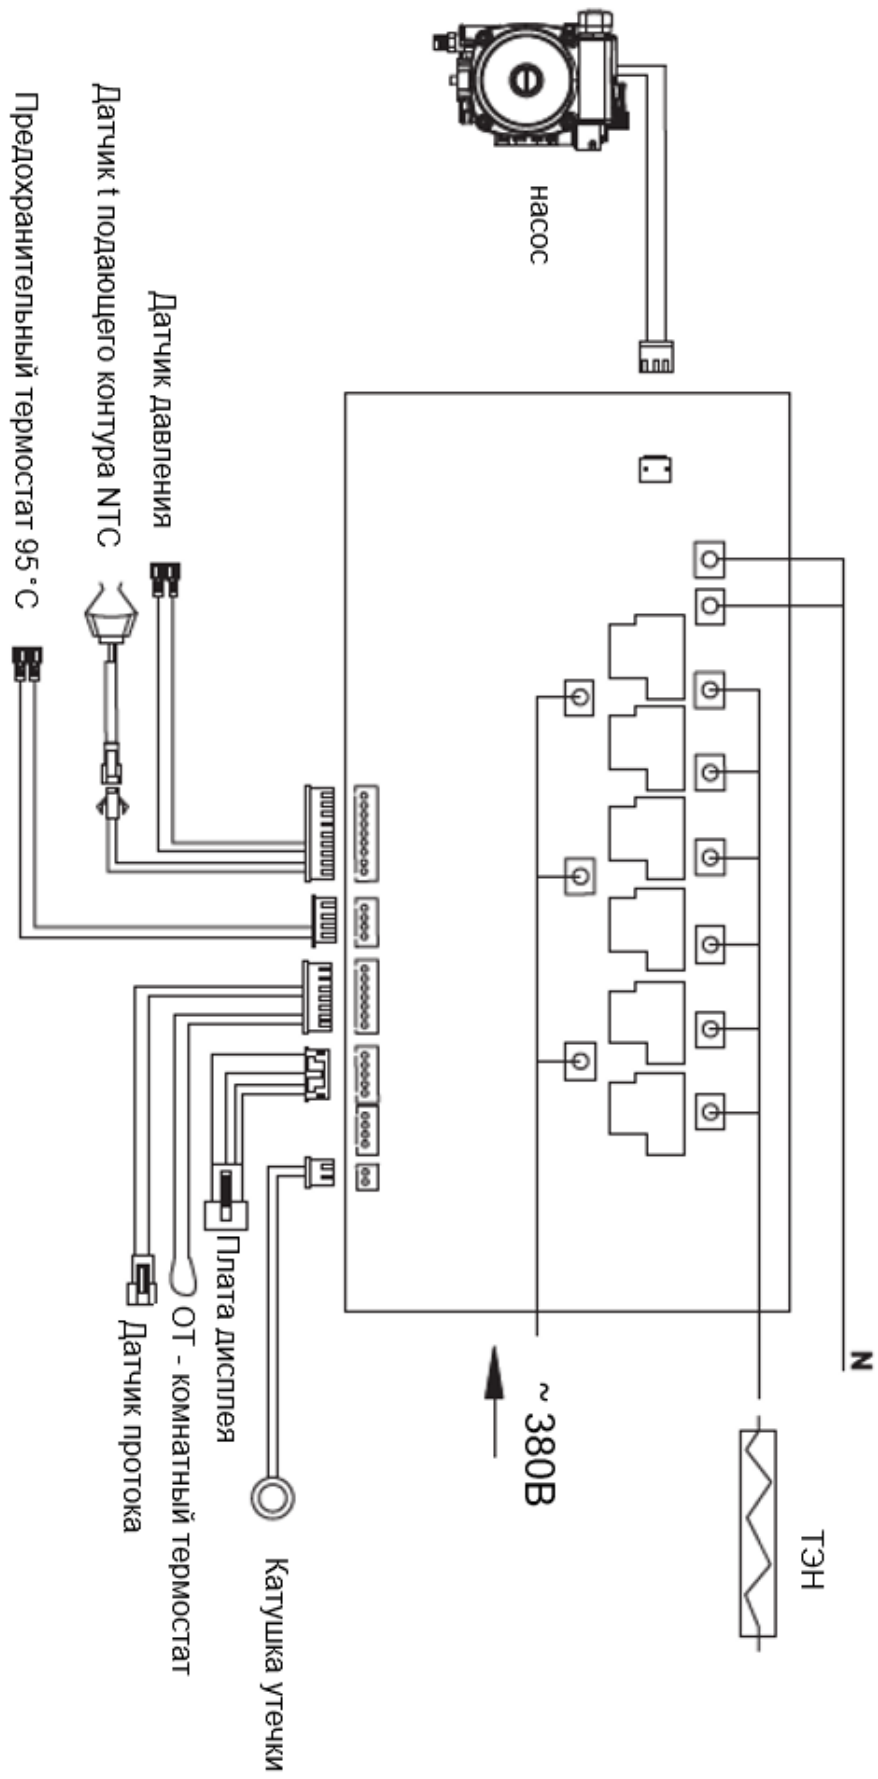 насос
N
ТЭН
~ 380В
Датчик давления
Датчик t подающего контура NTC
Предохранительный термостат 95 °С
Катушка утечки
Плата дисплея
ОТ - комнатный термостат
Датчик протока